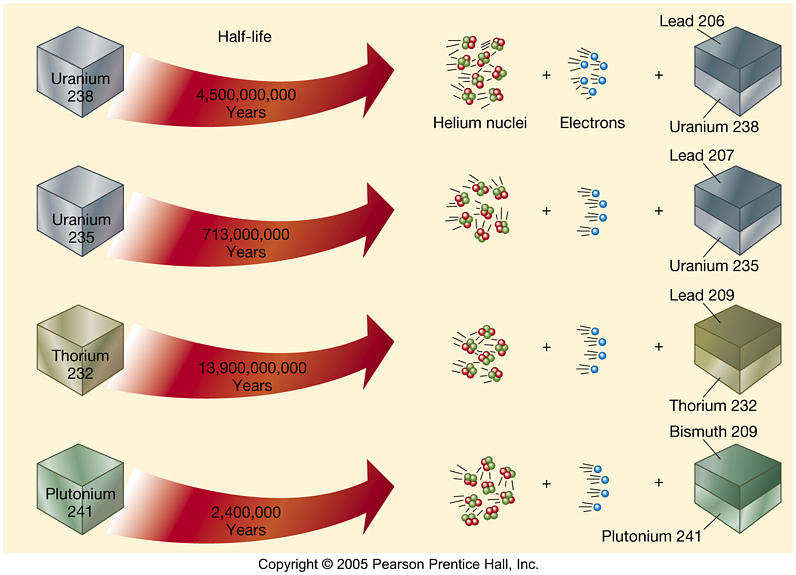 Half-life
Lead 206
Uranium
238
4,500,000,000
Years
+
+
Helium nuclei
Electrons
Uranium 238
Lead 207
Uranium
235
713,000,000
Years
+
+
Uranium 235
Lead 209
Thorium
232
13,900,000,000
Years
+
+
Thorium 232
Bismuth 209
Plutonium
241
2,400,000
Years
+
+
Plutonium 241
Copyright © 2005 Pearson Prentice Hall, Inc.